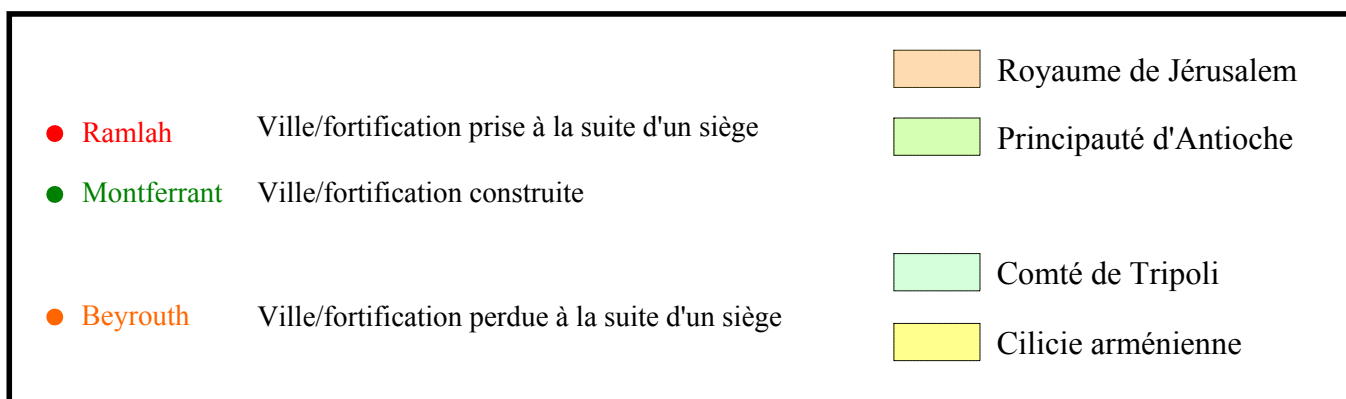 Ramlah
Ville/fortification prise à la suite d'un siège
Montferrant
Ville/fortification construite
Beyrouth
Ville/fortification perdue à la suite d'un siège
Royaume de Jérusalem
Principauté d'Antioche
Comté de Tripoli
Cilicie arménienne